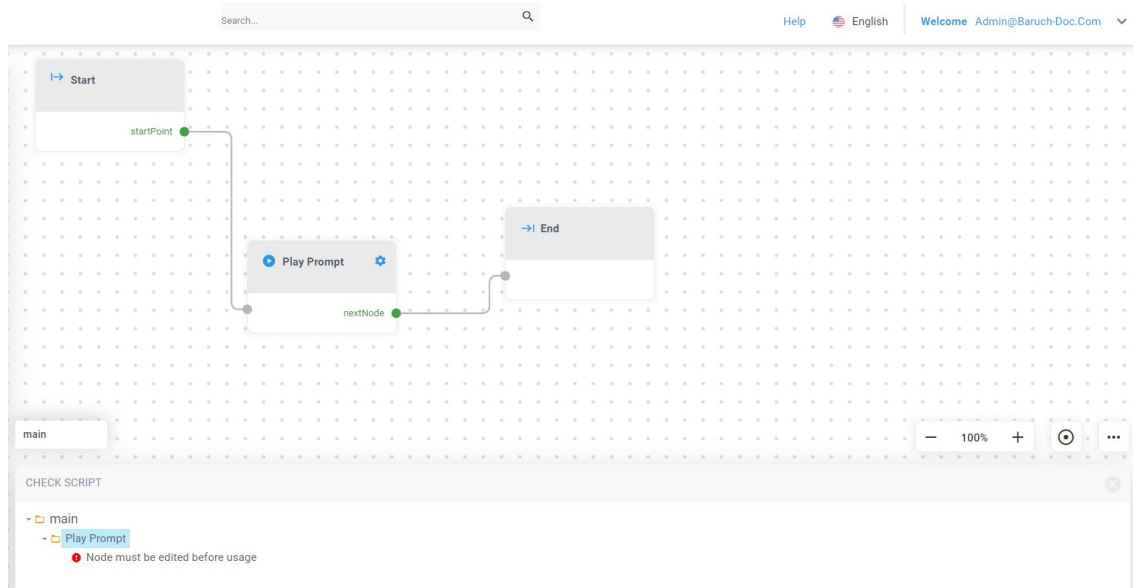 Search...
Help English Welcome Admin@Baruch-Doc.Com
Start
startPoint
End
Play Prompt
nextNode
main
100%
CHECK SCRIPT
main
Play Prompt
Node must be edited before usage